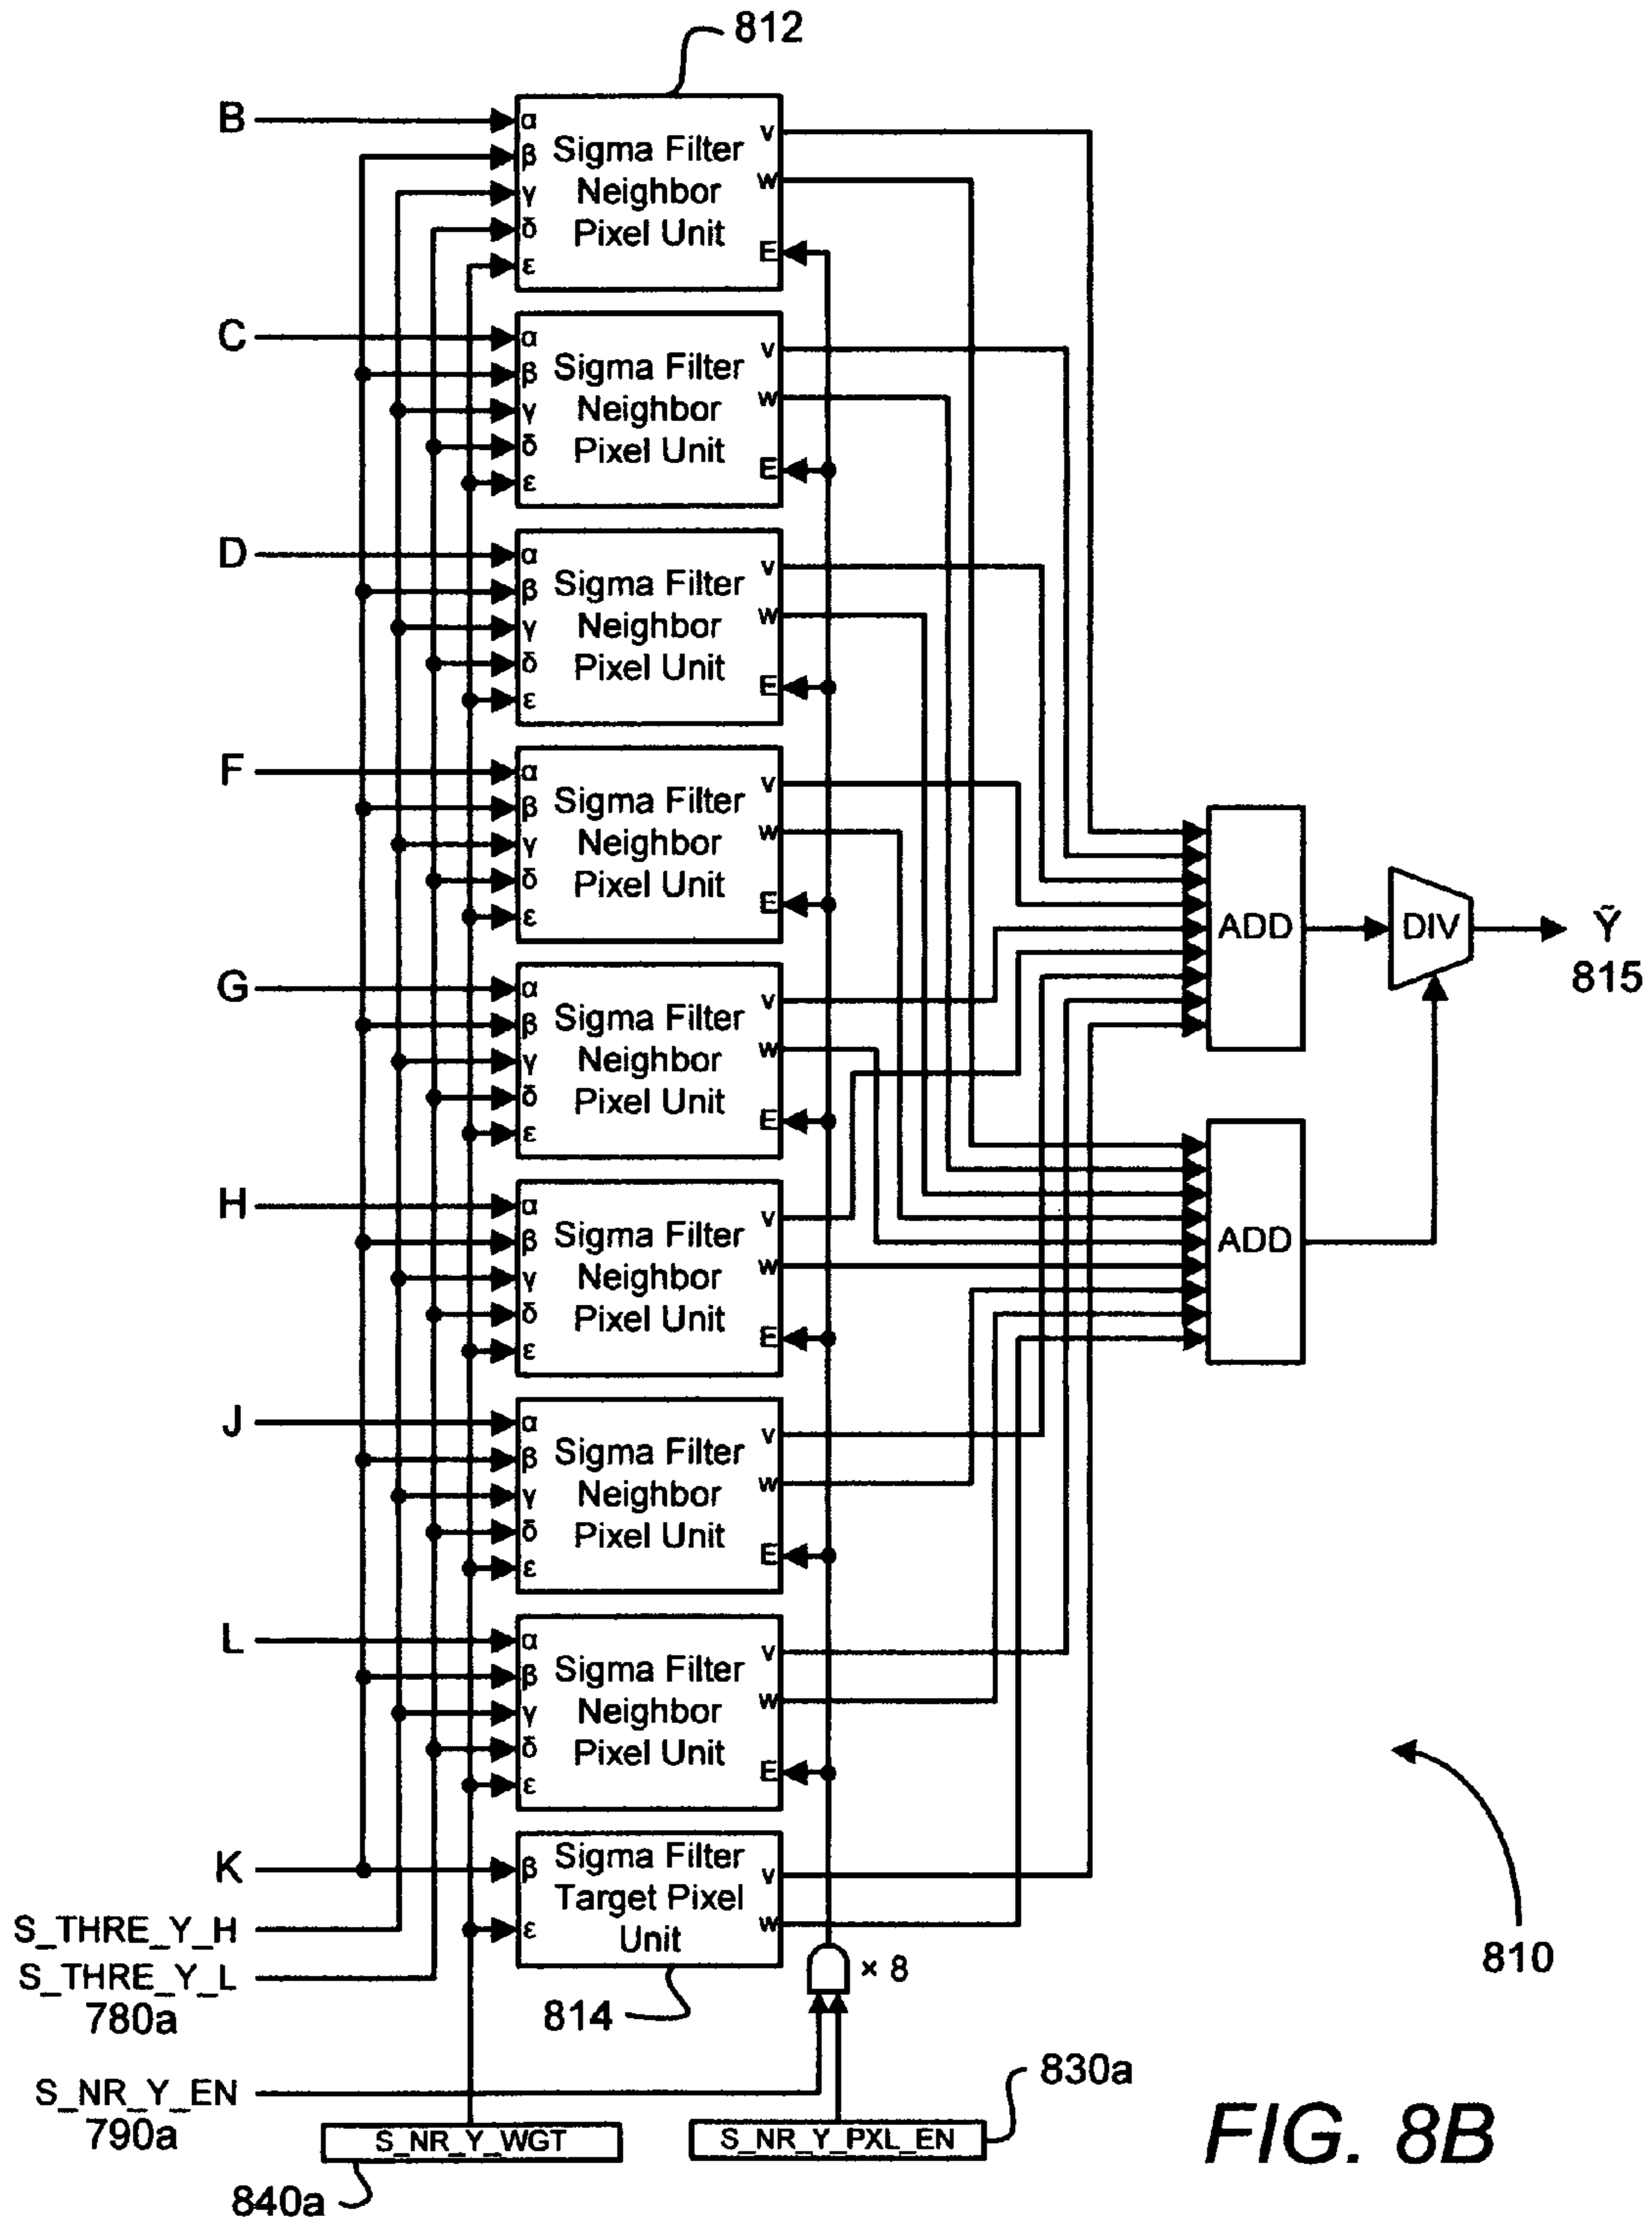 812
B
α
β
γ
δ
ε
Sigma Filter
Neighbor
Pixel Unit
v
w
E
C
α
β
γ
δ
ε
Sigma Filter
Neighbor
Pixel Unit
v
w
E
D
α
β
γ
δ
ε
Sigma Filter
Neighbor
Pixel Unit
v
w
E
F
α
β
γ
δ
ε
Sigma Filter
Neighbor
Pixel Unit
v
w
E
G
α
β
γ
δ
ε
Sigma Filter
Neighbor
Pixel Unit
v
w
E
H
α
β
γ
δ
ε
Sigma Filter
Neighbor
Pixel Unit
v
w
E
J
α
β
γ
δ
ε
Sigma Filter
Neighbor
Pixel Unit
v
w
E
L
α
β
γ
δ
ε
Sigma Filter
Neighbor
Pixel Unit
v
w
E
K
β
ε
Sigma Filter
Target Pixel
Unit
v
w
ADD
DIV
Ỹ
815
ADD
S_THRE_Y_H
S_THRE_Y_L
780a
814
× 8
810
S_NR_Y_EN
790a
S_NR_Y_WGT
840a
S_NR_Y_PXL_EN
830a
FIG. 8B